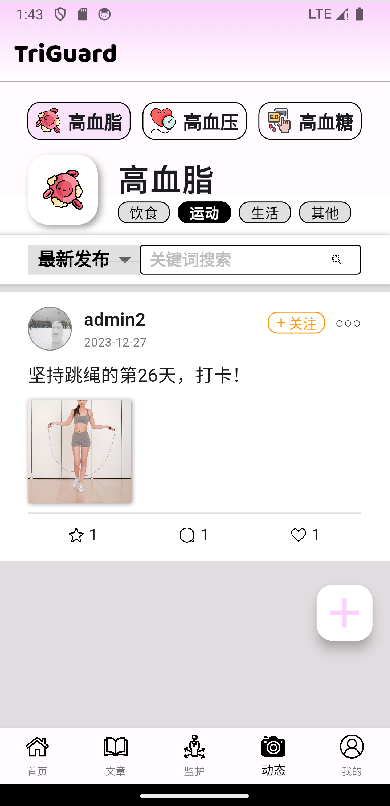 1:43 LTE
TriGuard
高血脂 高血压 高血糖
高血脂
饮食 运动 生活 其他
最新发布 关键词搜索
admin2 + 关注
2023-12-27
坚持跳绳的第26天，打卡！
1 1 1
首页 文章 监护 动态 我的